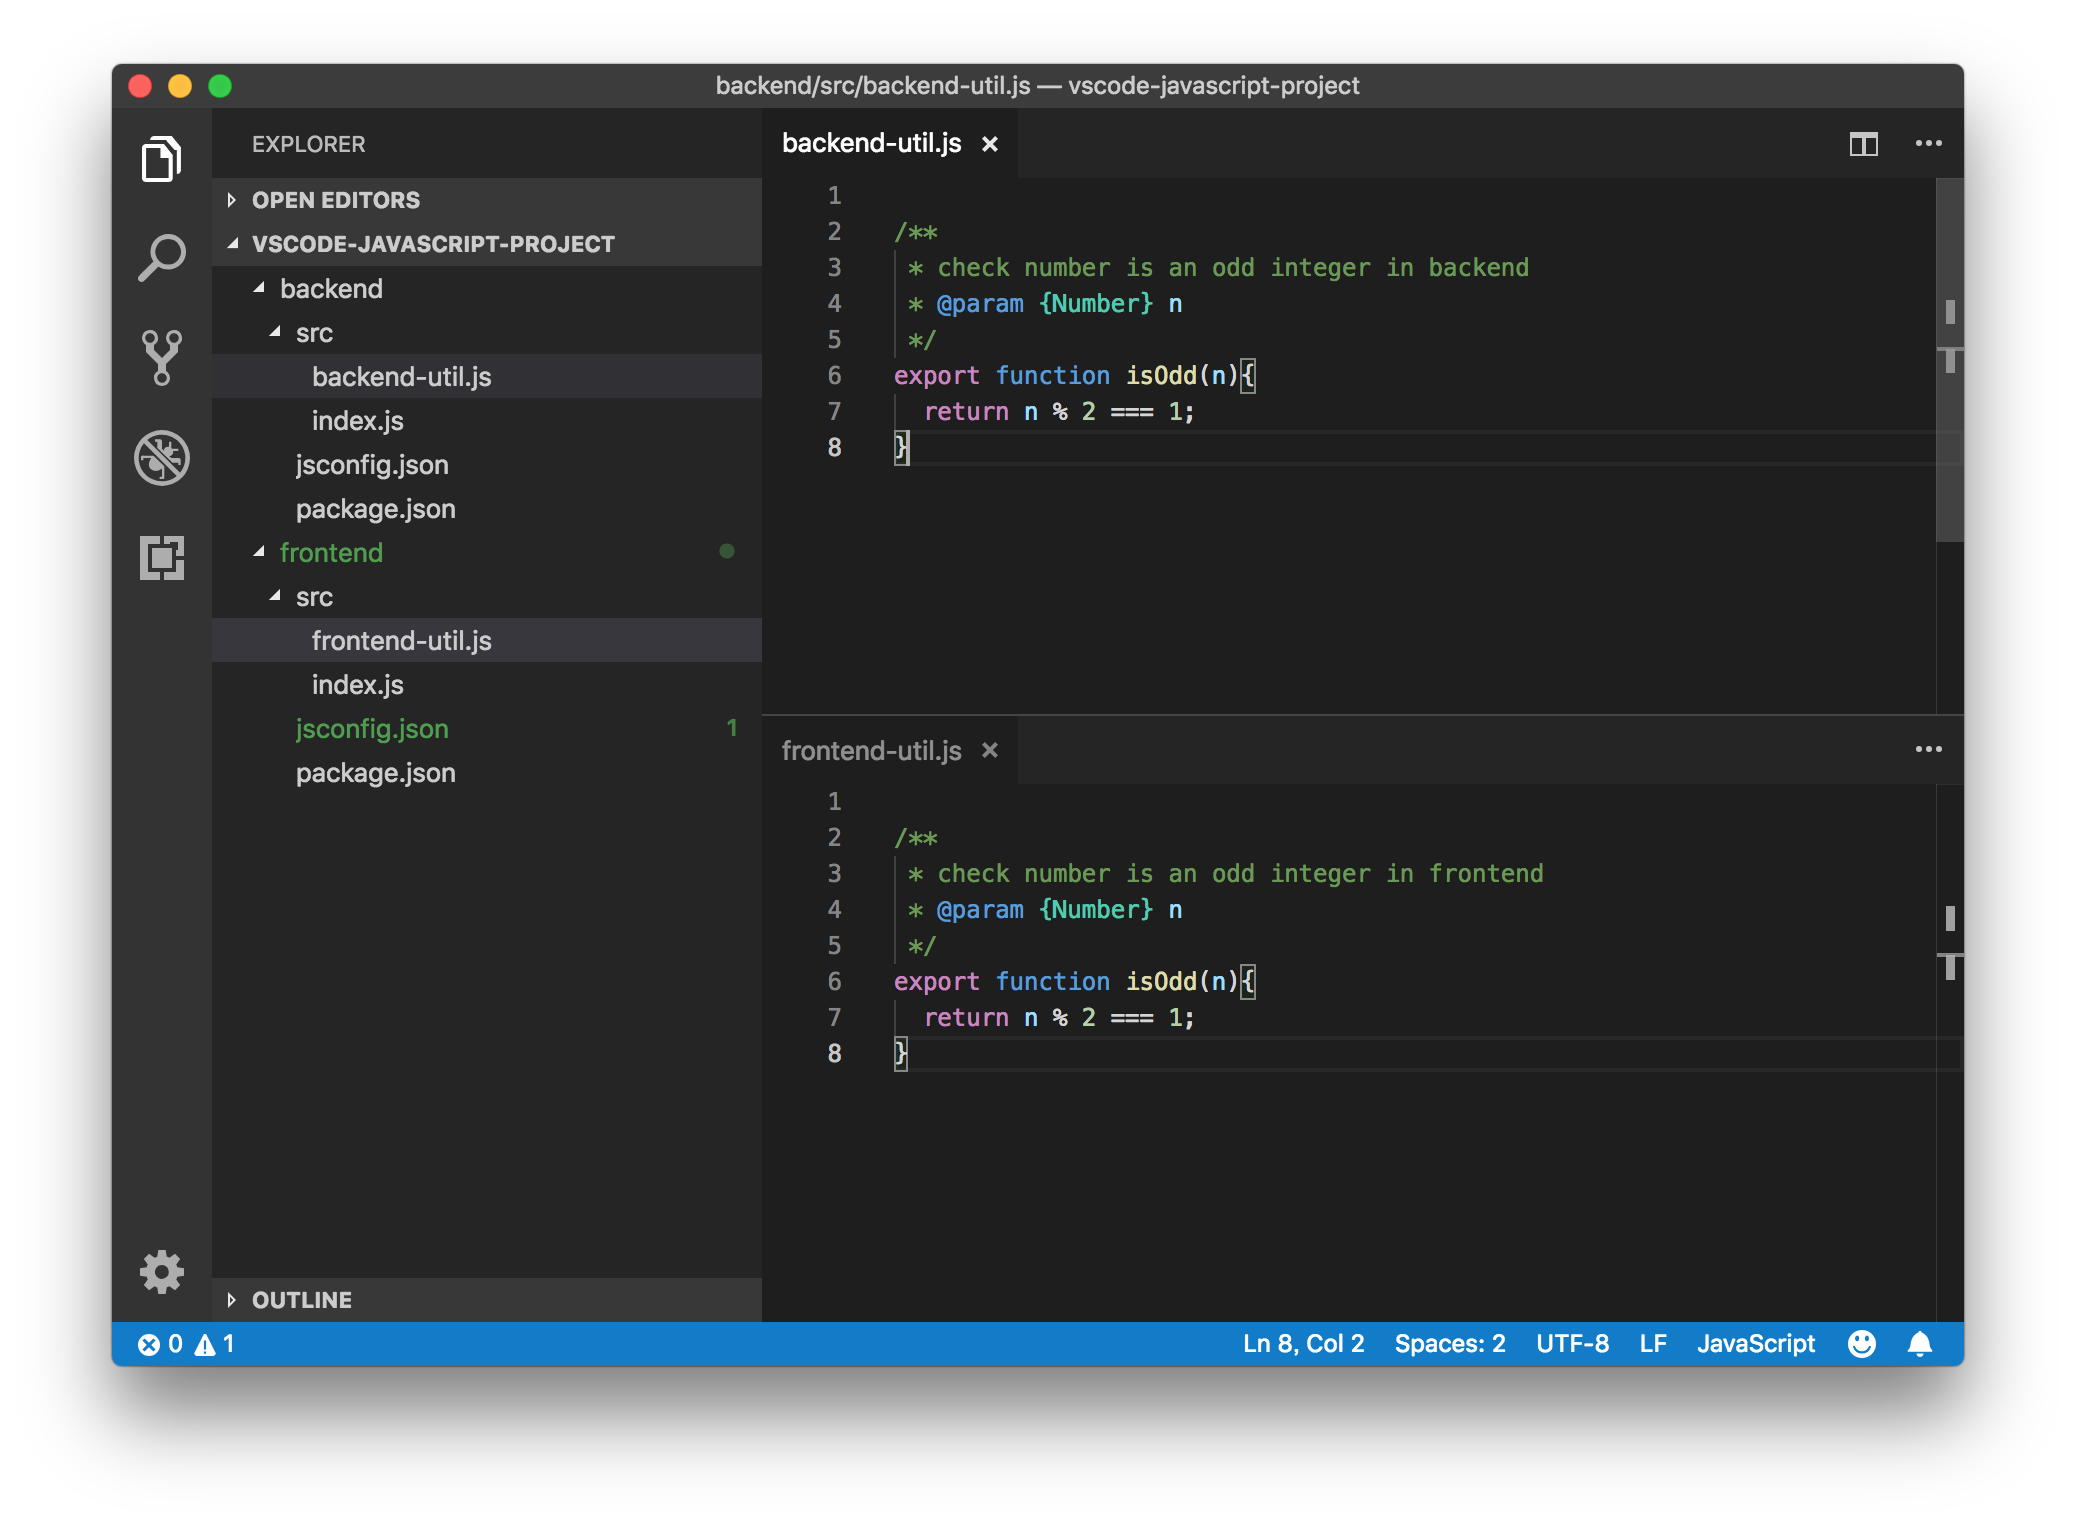 backend/src/backend-util.js — vscode-javascript-project
EXPLORER
OPEN EDITORS
VSCODE-JAVASCRIPT-PROJECT
backend
src
backend-util.js
index.js
jsconfig.json
package.json
frontend
src
frontend-util.js
index.js
jsconfig.json 1
package.json
OUTLINE
backend-util.js ×
1
2 /**
3 * check number is an odd integer in backend
4 * @param {Number} n
5 */
6 export function isOdd(n){
7 return n % 2 === 1;
8 }
frontend-util.js ×
1
2 /**
3 * check number is an odd integer in frontend
4 * @param {Number} n
5 */
6 export function isOdd(n){
7 return n % 2 === 1;
8 }
0 1 Ln 8, Col 2 Spaces: 2 UTF-8 LF JavaScript